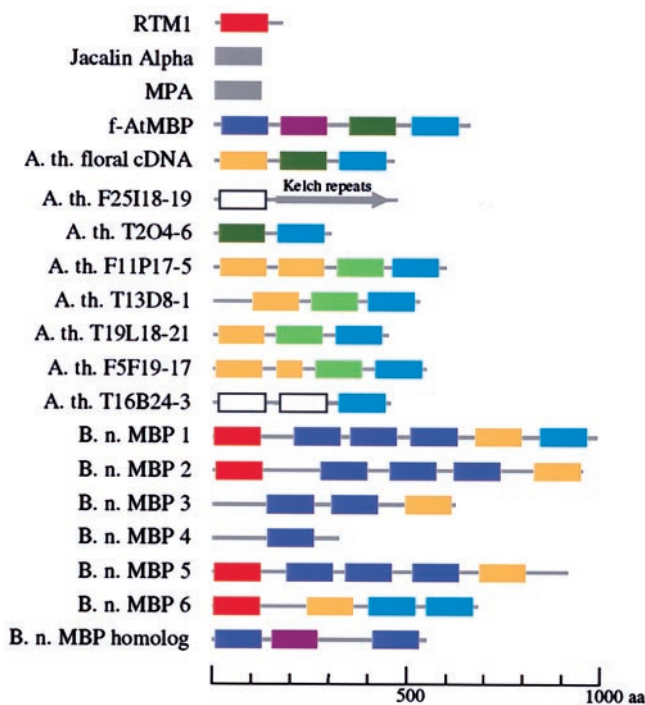 RTM1
Jacalin Alpha
MPA
f-AtMBP
A. th. floral cDNA
A. th. F25I18-19
Kelch repeats
A. th. T2O4-6
A. th. F11P17-5
A. th. T13D8-1
A. th. T19L18-21
A. th. F5F19-17
A. th. T16B24-3
B. n. MBP 1
B. n. MBP 2
B. n. MBP 3
B. n. MBP 4
B. n. MBP 5
B. n. MBP 6
B. n. MBP homolog
500 1000 aa